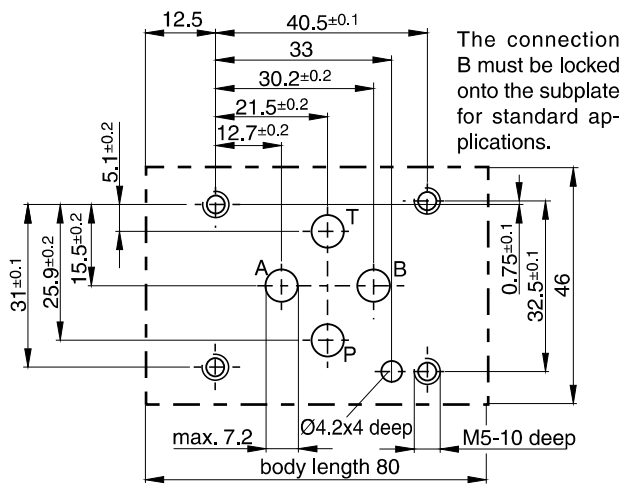 12.5
40.5±0.1
33
30.2±0.2
21.5±0.2
12.7±0.2
The connection
B must be locked
onto the subplate
for standard ap-
plications.
5.1±0.2
31±0.1
25.9±0.2
15.5±0.2
T
A
B
P
0.75±0.1
32.5±0.1
46
Ø4.2x4 deep
max. 7.2
M5-10 deep
body length 80